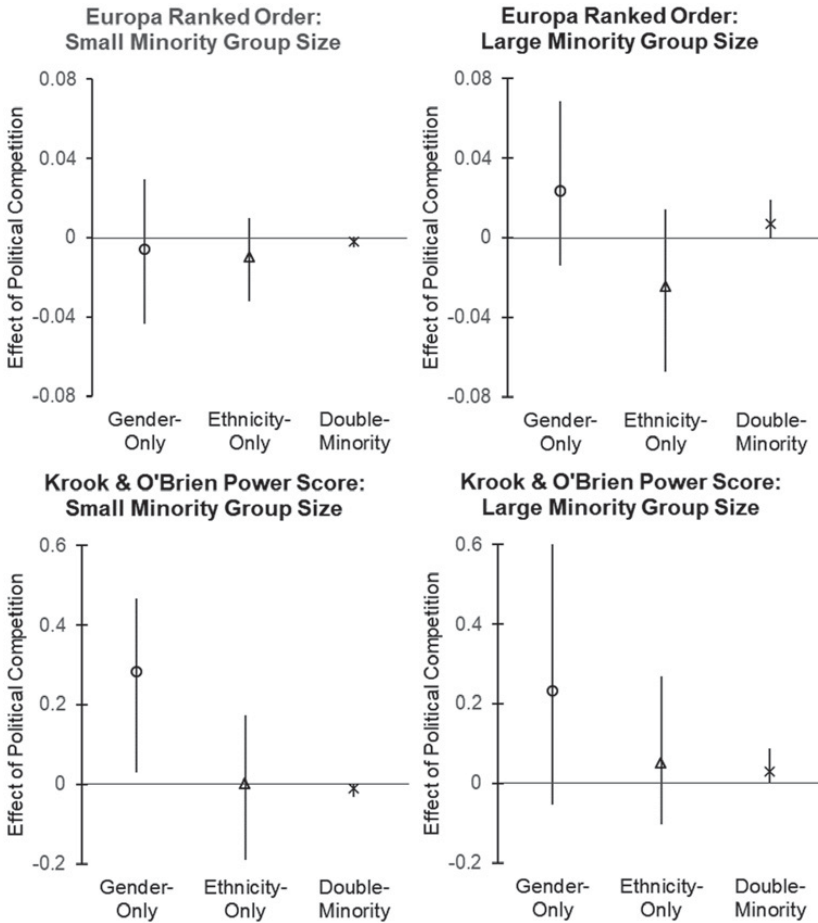 Europa Ranked Order:
Small Minority Group Size
Effect of Political Competition
0.08
0.04
0
-0.04
-0.08
Gender-Only
Ethnicity-Only
Double-Minority
Europa Ranked Order:
Large Minority Group Size
Effect of Political Competition
0.08
0.04
0
-0.04
-0.08
Gender-Only
Ethnicity-Only
Double-Minority
Krook & O'Brien Power Score:
Small Minority Group Size
Effect of Political Competition
0.6
0.4
0.2
0
-0.2
Gender-Only
Ethnicity-Only
Double-Minority
Krook & O'Brien Power Score:
Large Minority Group Size
Effect of Political Competition
0.6
0.4
0.2
0
-0.2
Gender-Only
Ethnicity-Only
Double-Minority